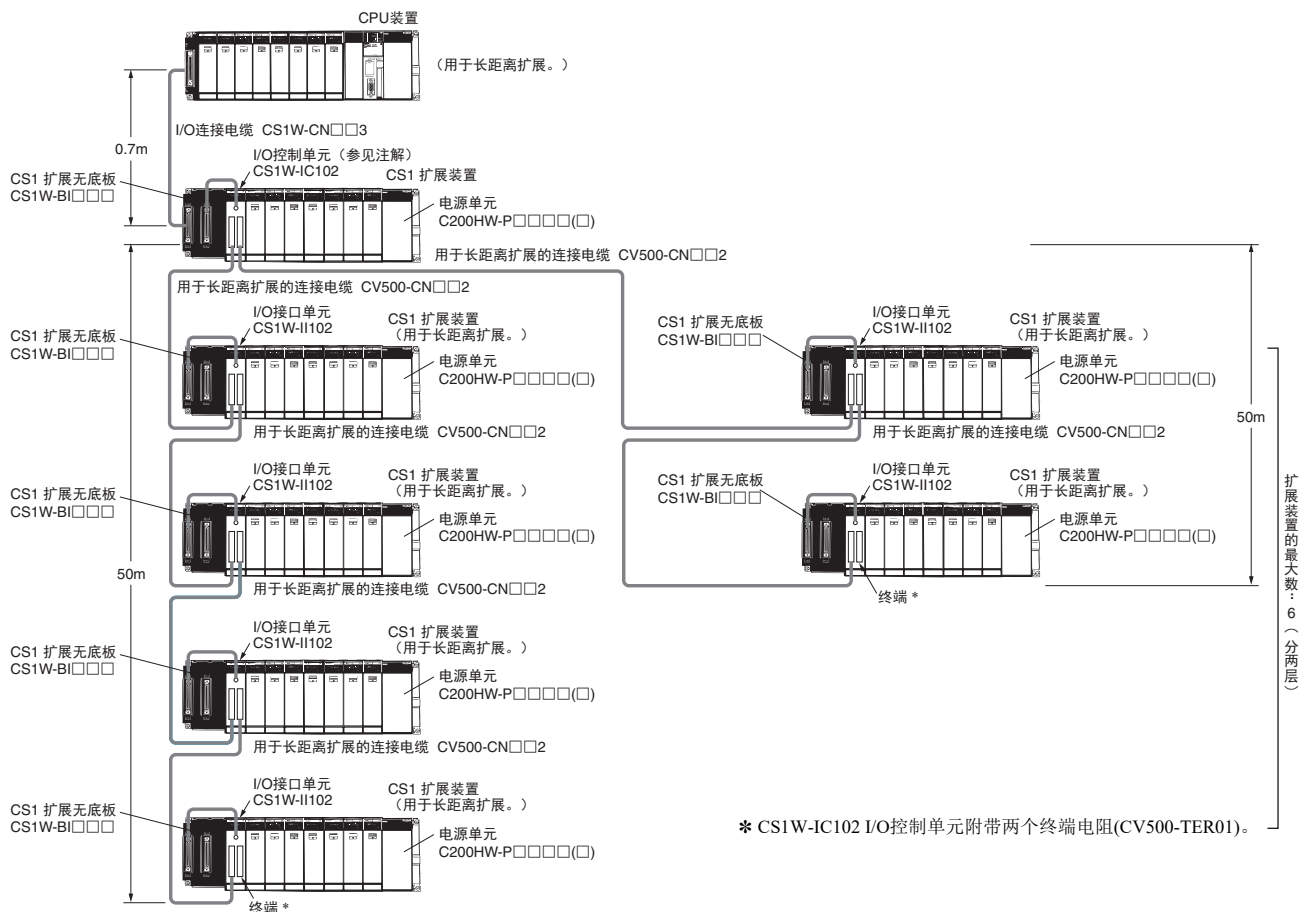 CPU装置
(用于长距离扩展。)
I/O连接电缆 CS1W-CN□□3
0.7m
I/O控制单元（参见注解）
CS1W-IC102
CS1 扩展装置
CS1 扩展无底板
CS1W-BI□□□
电源单元
C200HW-P□□□□(□)
用于长距离扩展的连接电缆 CV500-CN□□2
用于长距离扩展的连接电缆 CV500-CN□□2
I/O接口单元
CS1W-II102
CS1 扩展装置
（用于长距离扩展。）
CS1 扩展无底板
CS1W-BI□□□
电源单元
C200HW-P□□□□(□)
用于长距离扩展的连接电缆 CV500-CN□□2
I/O接口单元
CS1W-II102
CS1 扩展装置
（用于长距离扩展。）
CS1 扩展无底板
CS1W-BI□□□
电源单元
C200HW-P□□□□(□)
50m
用于长距离扩展的连接电缆 CV500-CN□□2
I/O接口单元
CS1W-II102
CS1 扩展装置
（用于长距离扩展。）
CS1 扩展无底板
CS1W-BI□□□
电源单元
C200HW-P□□□□(□)
用于长距离扩展的连接电缆 CV500-CN□□2
I/O接口单元
CS1W-II102
CS1 扩展装置
（用于长距离扩展。）
CS1 扩展无底板
CS1W-BI□□□
电源单元
C200HW-P□□□□(□)
终端 *
I/O接口单元
CS1W-II102
CS1 扩展装置
（用于长距离扩展。）
CS1 扩展无底板
CS1W-BI□□□
电源单元
C200HW-P□□□□(□)
50m
用于长距离扩展的连接电缆 CV500-CN□□2
I/O接口单元
CS1W-II102
CS1 扩展装置
（用于长距离扩展。）
CS1 扩展无底板
CS1W-BI□□□
电源单元
C200HW-P□□□□(□)
终端 *
扩展装置的最大数：6（分两层）
✱ CS1W-IC102 I/O控制单元附带两个终端电阻(CV500-TER01)。